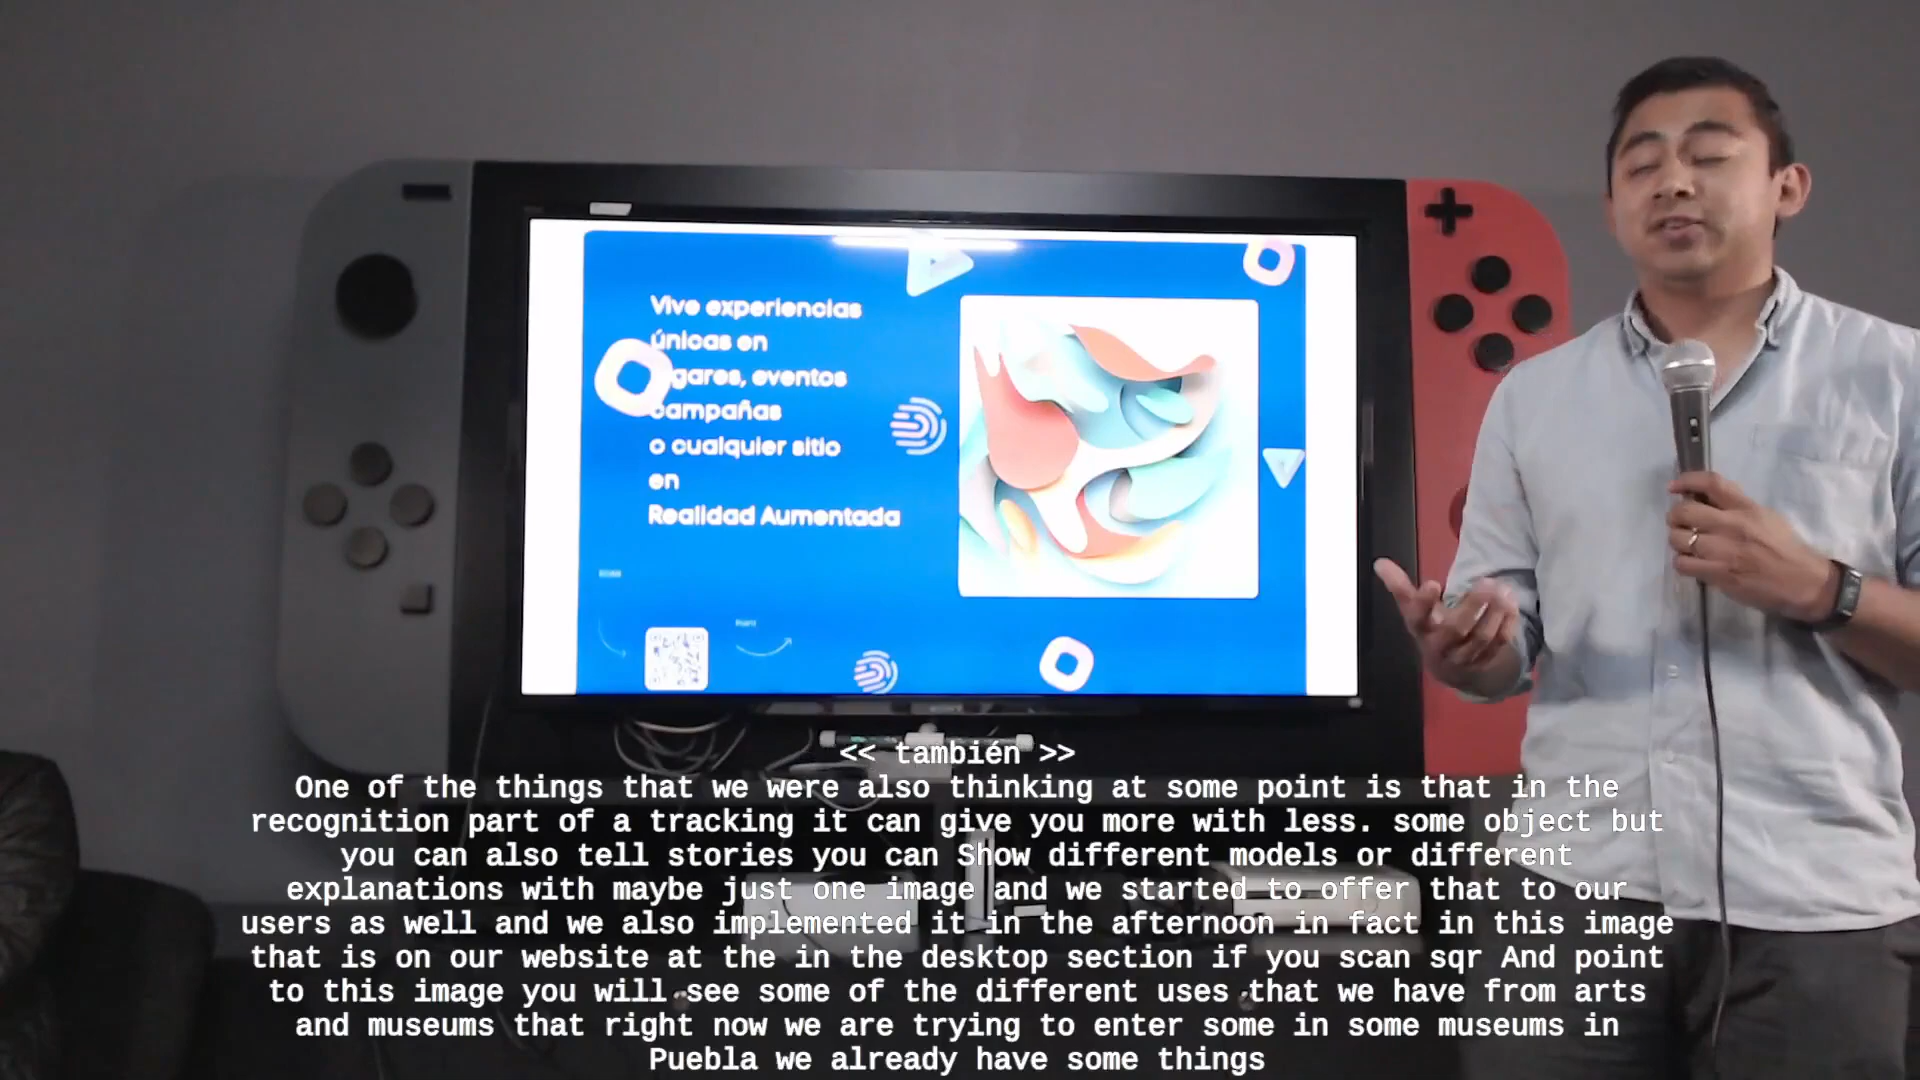 Vive experiencias
únicas en
campañas
o cualquier sitio
en
Realidad Aumentada
eventos
<< también >>
One of the things that we were also thinking at some point is that in the
recognition part of a tracking it can give you more with less. some object but
you can also tell stories you can Show different models or different
explanations with maybe just one image and we started to offer that to our
users as well and we also implemented it in the afternoon in fact in this image
that is on our website at the in the desktop section if you scan sqr And point
to this image you will see some of the different uses that we have from arts
and museums that right now we are trying to enter some in some museums in
Puebla we already have some things